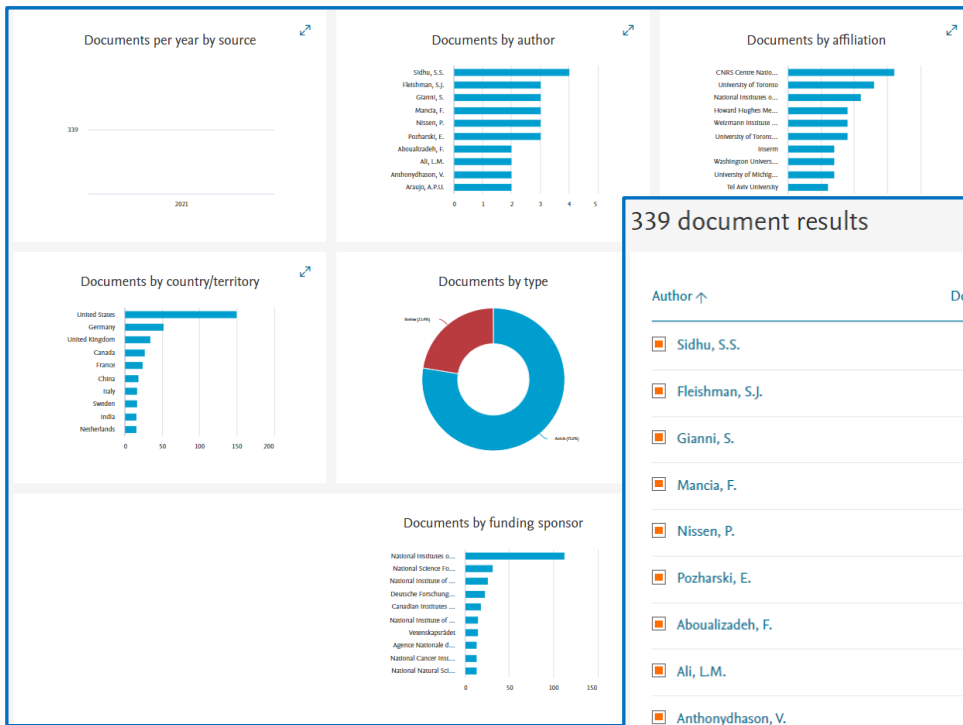 Documents per year by source
339
2021
Documents by author
Sidhu, S.S.
Fleishman, S.J.
Gianni, S.
Mancia, F.
Nissen, P.
Pozharski, E.
Aboualizadeh, F.
Ali, L.M.
Anthonydhason, V.
Araujo, A.P.U.
0 1 2 3 4 5
Documents by affiliation
CNRS Centre Natio...
University of Toronto
National Institutes o...
Howard Hughes Me...
Weizmann Institute ...
University of Toront...
Inserm
Washington Univers...
University of Michig...
Tel Aviv University
Documents by country/territory
United States
Germany
United Kingdom
Canada
France
China
Italy
Sweden
India
Netherlands
0 50 100 150 200
Documents by type
Review (22.4%)
Documents by funding sponsor
National Institutes o...
National Science Fo...
National Institute of ...
Deutsche Forschung...
Canadian Institutes ...
National Institute of ...
Vetenskapsrådet
Agence Nationale d...
National Cancer Inst...
National Natural Sci...
0 50 100 150
339 document results
Author ↑ Do
Sidhu, S.S.
Fleishman, S.J.
Gianni, S.
Mancia, F.
Nissen, P.
Pozharski, E.
Aboualizadeh, F.
Ali, L.M.
Anthonydhason, V.